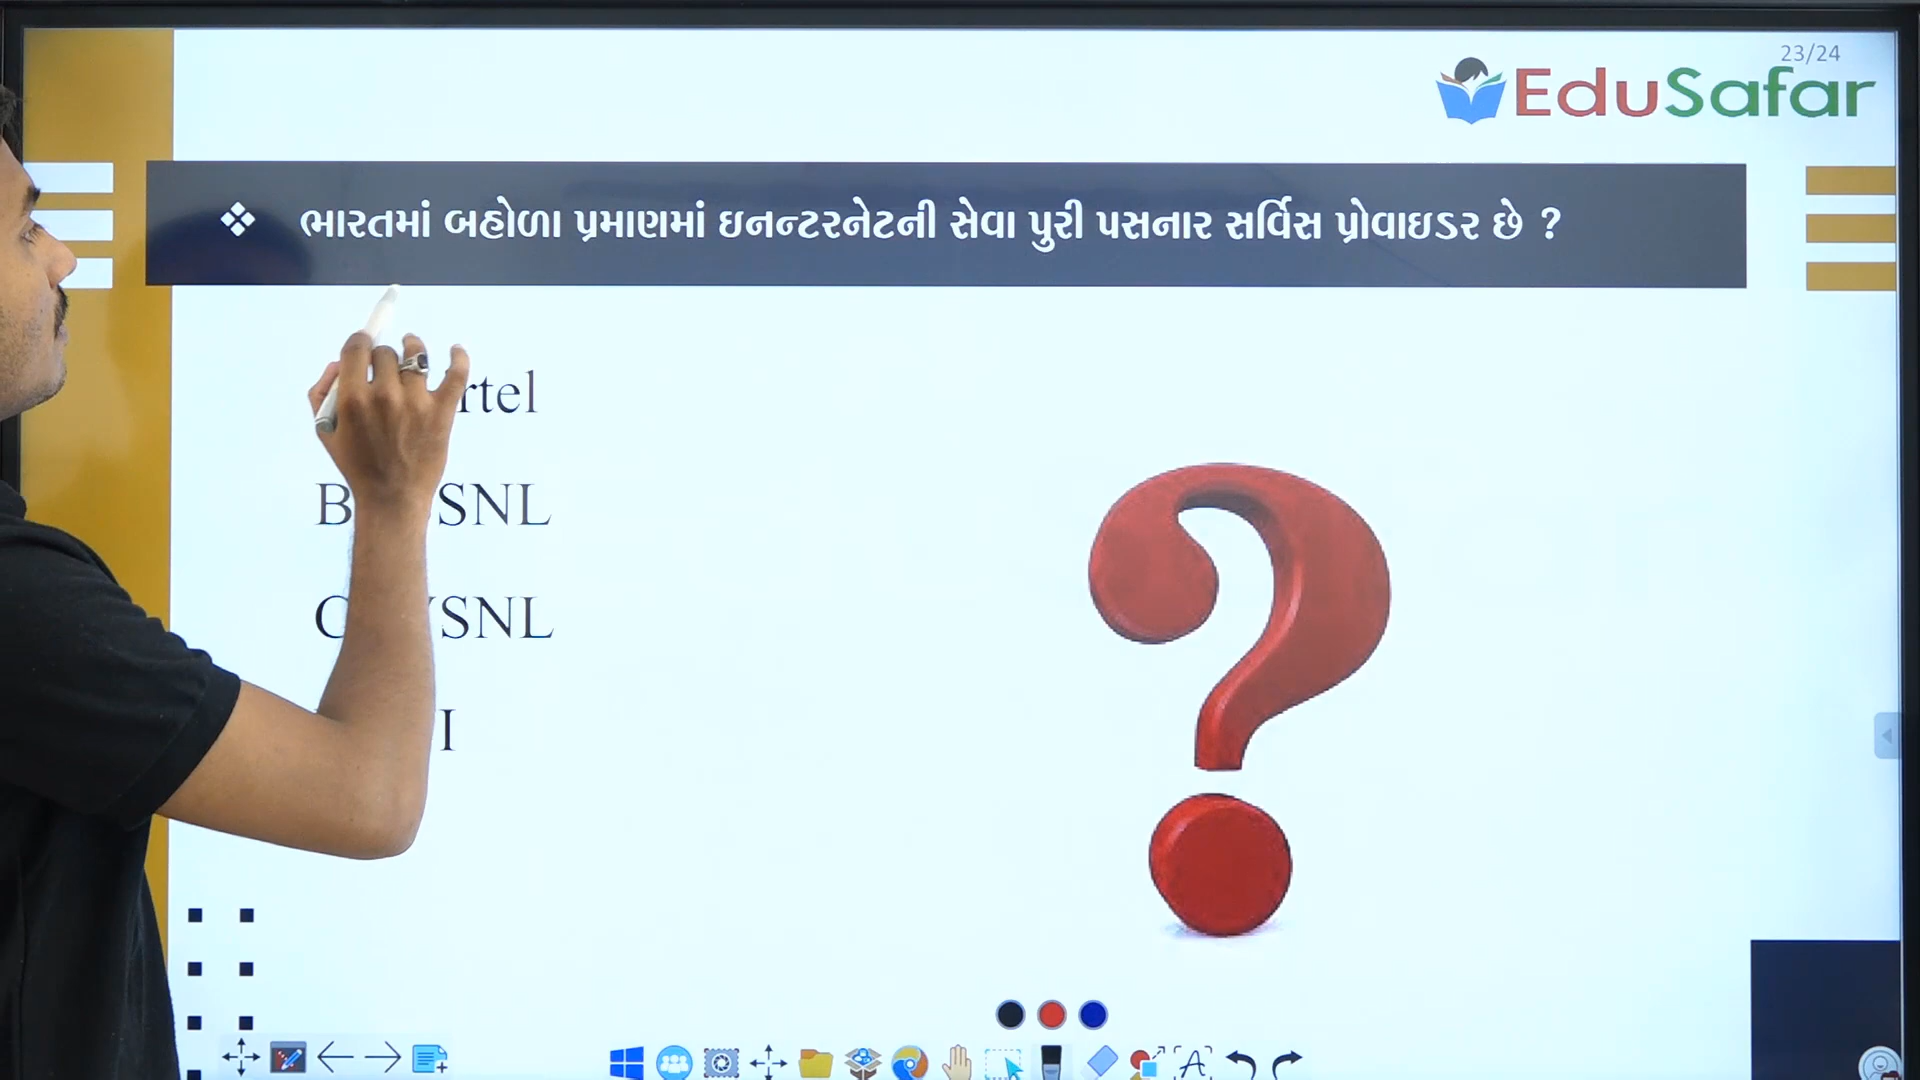 23/24
EduSafar
❖ ભારતમાં બહોળા પ્રમાણમાં ઇનન્ટરનેટની સેવા પુરી પસનાર સર્વિસ પ્રોવાઇડર છે ?
rtel
B SNL
C SNL
I